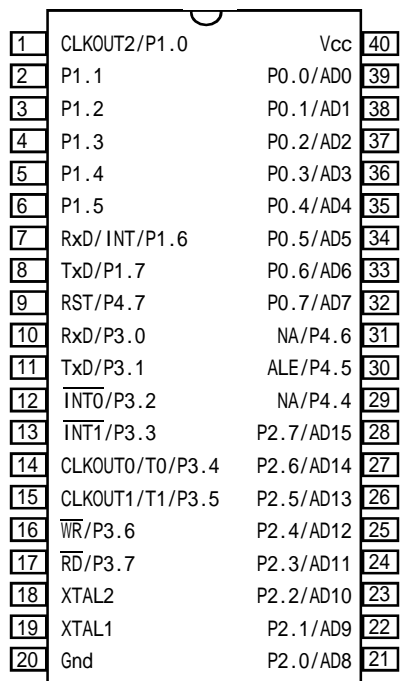 1 CLKOUT2/P1.0 Vcc 40
2 P1.1 P0.0/AD0 39
3 P1.2 P0.1/AD1 38
4 P1.3 P0.2/AD2 37
5 P1.4 P0.3/AD3 36
6 P1.5 P0.4/AD4 35
7 RxD/INT/P1.6 P0.5/AD5 34
8 TxD/P1.7 P0.6/AD6 33
9 RST/P4.7 P0.7/AD7 32
10 RxD/P3.0 NA/P4.6 31
11 TxD/P3.1 ALE/P4.5 30
12 I̅N̅T̅0̅/P3.2 NA/P4.4 29
13 I̅N̅T̅1̅/P3.3 P2.7/AD15 28
14 CLKOUT0/T0/P3.4 P2.6/AD14 27
15 CLKOUT1/T1/P3.5 P2.5/AD13 26
16 W̅R̅/P3.6 P2.4/AD12 25
17 R̅D̅/P3.7 P2.3/AD11 24
18 XTAL2 P2.2/AD10 23
19 XTAL1 P2.1/AD9 22
20 Gnd P2.0/AD8 21